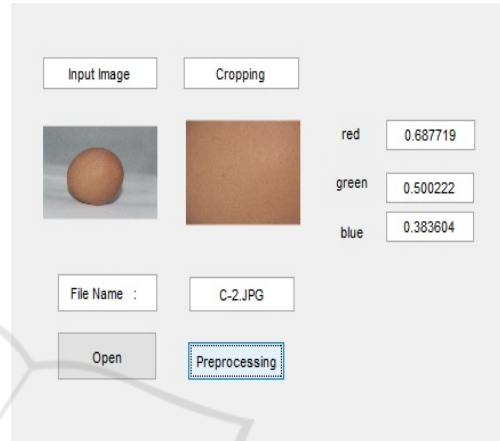 Input Image
Cropping
red
0.687719
green
0.500222
blue
0.383604
File Name :
C-2.JPG
Open
Preprocessing